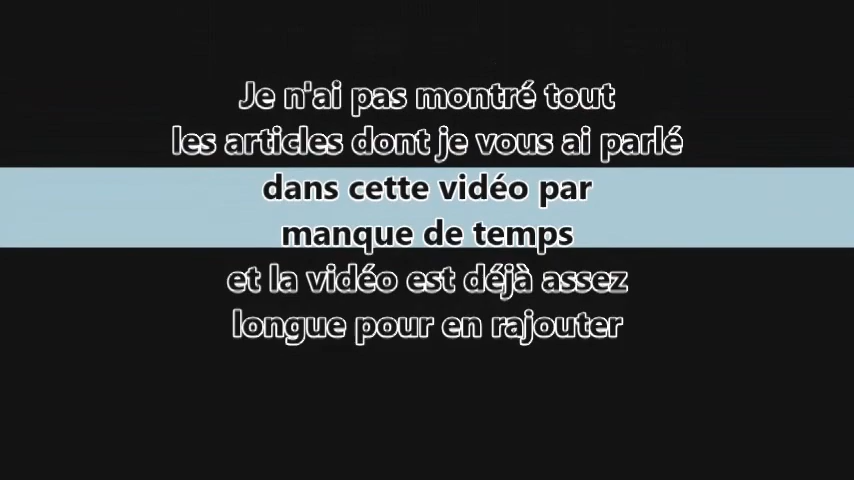 Je n'ai pas montré tout
les articles dont je vous ai parlé
dans cette vidéo par
manque de temps
et la vidéo est déjà assez
longue pour en rajouter